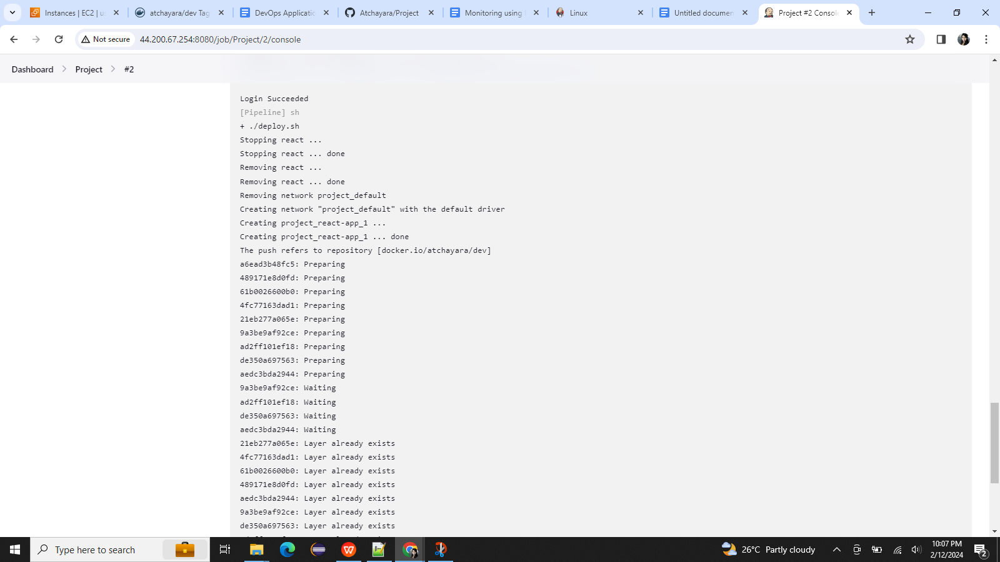 Instances | EC2 | us
atchayara/dev Tag
DevOps Applicatio
Atchayara/Project
Monitoring using
Linux
Untitled documen
Project #2 Consol
Not secure
44.200.67.254:8080/job/Project/2/console
Dashboard > Project > #2
Login Succeeded
[Pipeline] sh
+ ./deploy.sh
Stopping react ...
Stopping react ... done
Removing react ...
Removing react ... done
Removing network project_default
Creating network "project_default" with the default driver
Creating project_react-app_1 ...
Creating project_react-app_1 ... done
The push refers to repository [docker.io/atchayara/dev]
a6ead3b48fc5: Preparing
489171e8d0fd: Preparing
61b0026600b0: Preparing
4fc77163dad1: Preparing
21eb277a065e: Preparing
9a3be9af92ce: Preparing
ad2ff101ef18: Preparing
de350a697563: Preparing
aedc3bda2944: Preparing
9a3be9af92ce: Waiting
ad2ff101ef18: Waiting
de350a697563: Waiting
aedc3bda2944: Waiting
21eb277a065e: Layer already exists
4fc77163dad1: Layer already exists
61b0026600b0: Layer already exists
489171e8d0fd: Layer already exists
aedc3bda2944: Layer already exists
9a3be9af92ce: Layer already exists
de350a697563: Layer already exists
Type here to search
26°C Partly cloudy
10:07 PM
2/12/2024
2